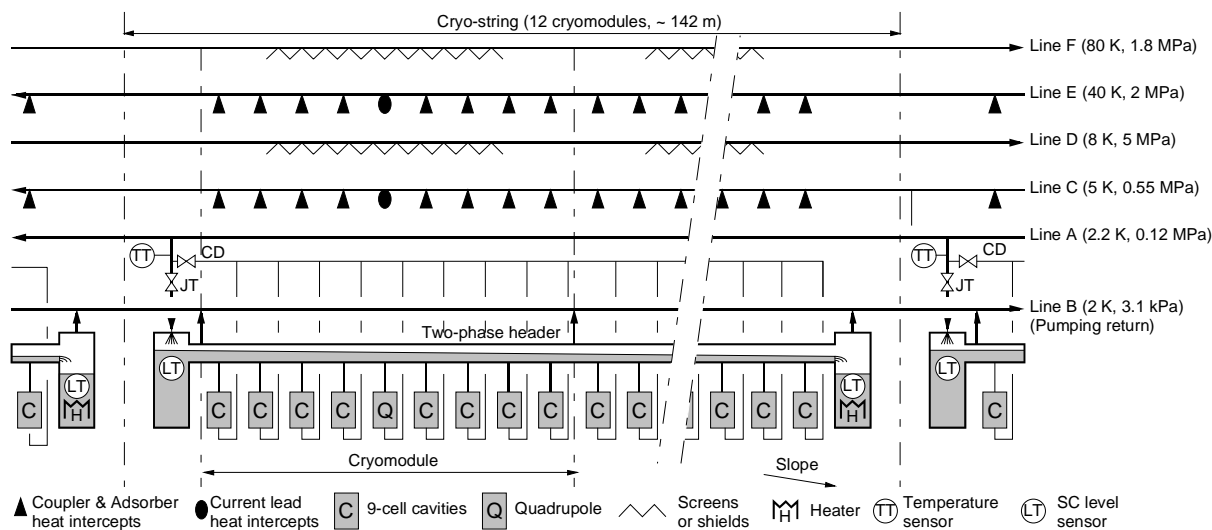 Cryo-string (12 cryomodules, ~ 142 m)
Line F (80 K, 1.8 MPa)
Line E (40 K, 2 MPa)
Line D (8 K, 5 MPa)
Line C (5 K, 0.55 MPa)
Line A (2.2 K, 0.12 MPa)
TT CD TT CD
JT JT
Line B (2 K, 3.1 kPa)
(Pumping return)
Two-phase header
LT LT LT LT
C H C C C C Q C C C C C C C C C H C
Cryomodule
Slope
Coupler & Adsorber
heat intercepts
Current lead
heat intercepts
C 9-cell cavities
Q Quadrupole
Screens
or shields
H Heater
TT Temperature
sensor
LT SC level
sensor